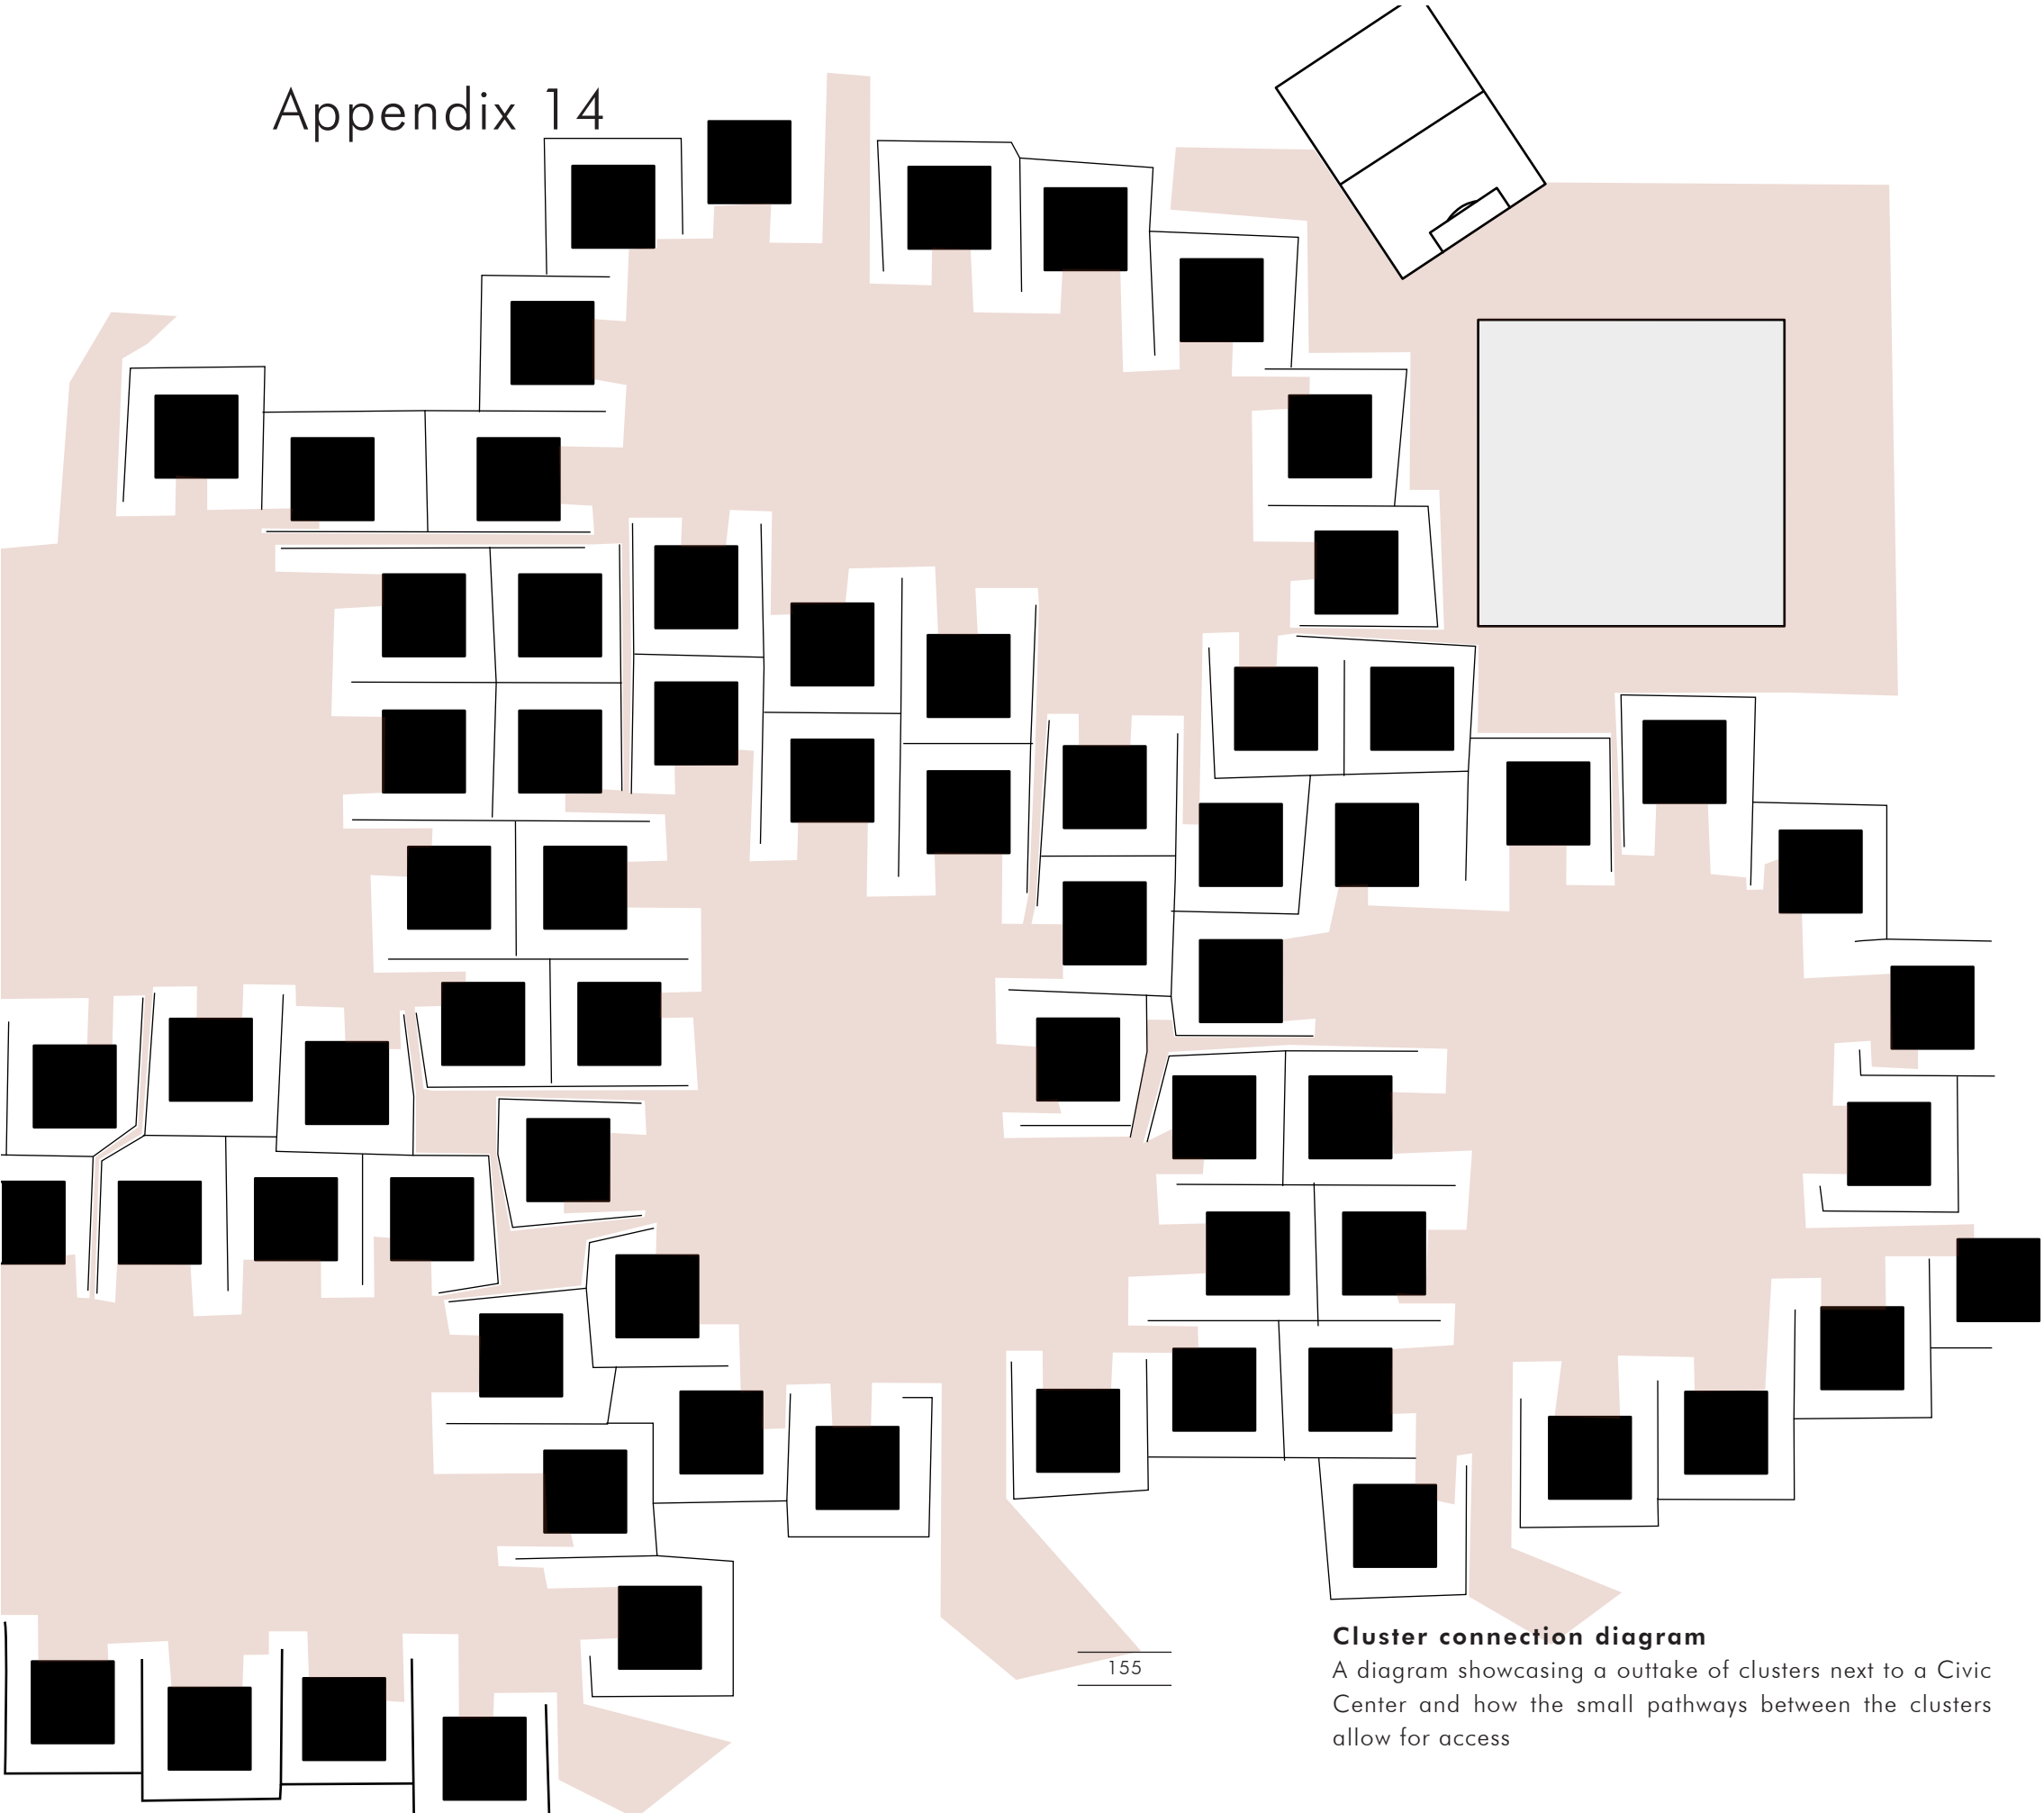 Appendix 14
155
Cluster connection diagram
A diagram showcasing a outtake of clusters next to a Civic
Center and how the small pathways between the clusters
allow for access